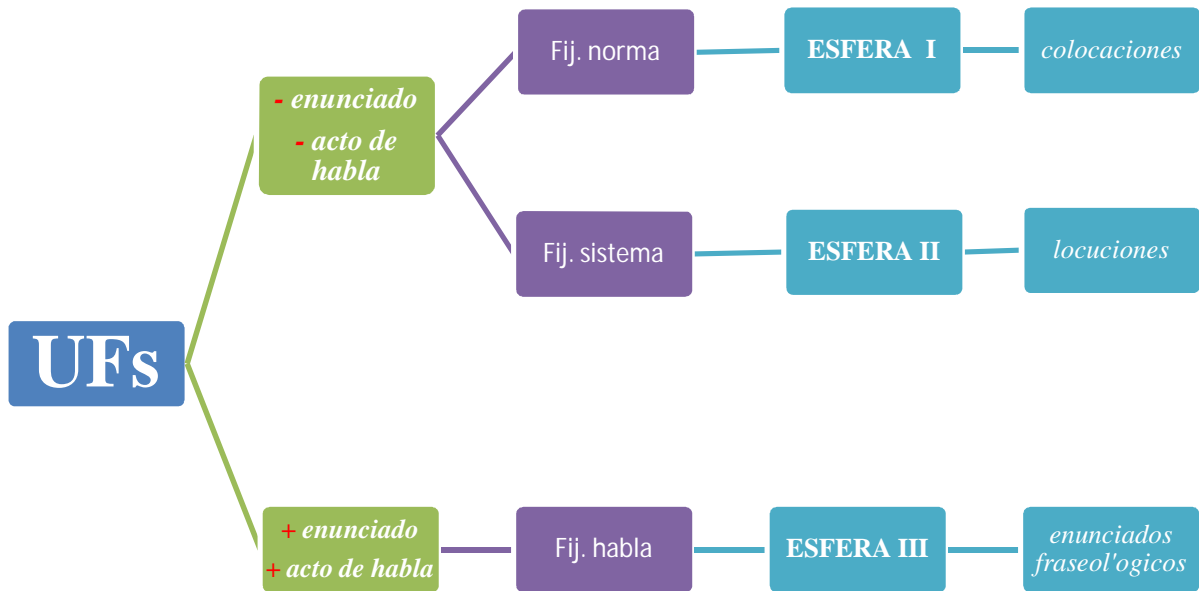 UFs
- enunciado
- acto de
habla
Fij. norma
ESFERA I
colocaciones
Fij. sistema
ESFERA II
locuciones
+ enunciado
+ acto de habla
Fij. habla
ESFERA III
enunciados
fraseol'ogicos